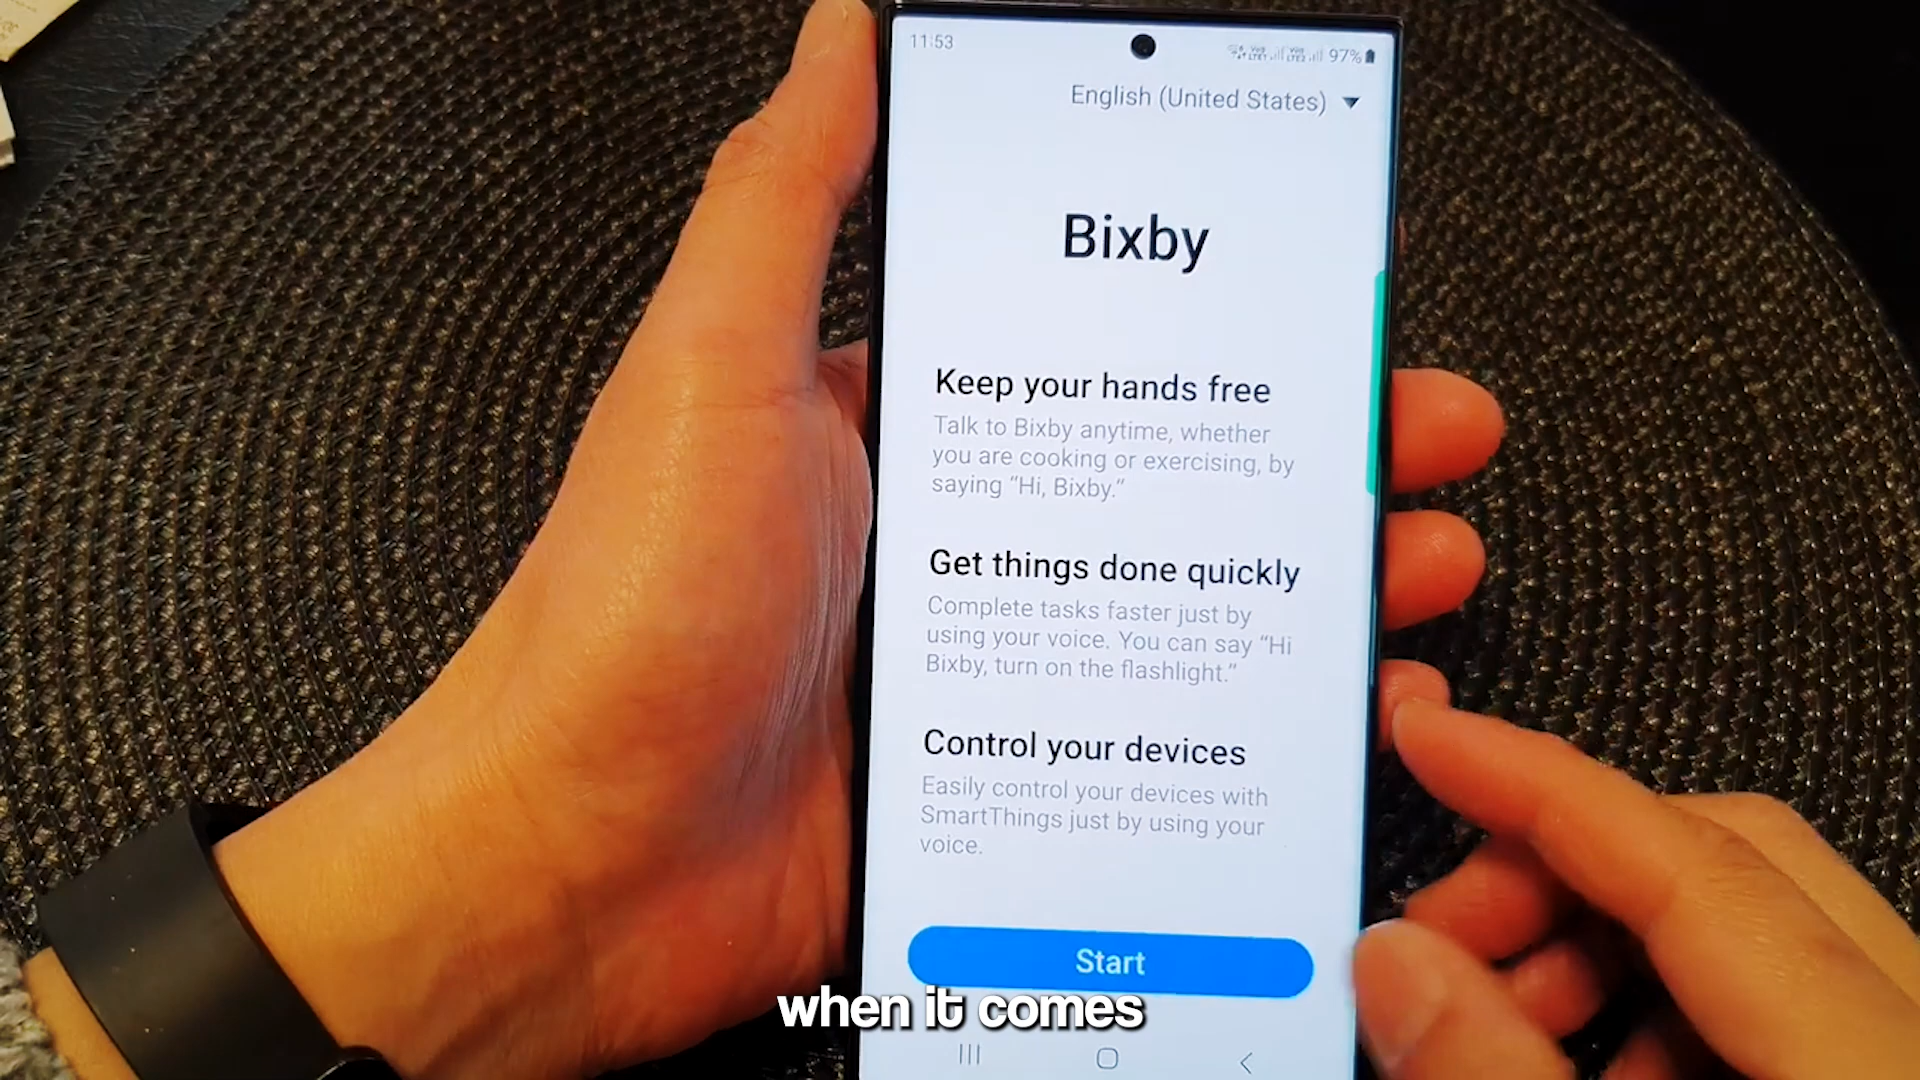 11:53
97%
English (United States)
Bixby
Keep your hands free
Talk to Bixby anytime, whether
you are cooking or exercising, by
saying “Hi, Bixby.“
Get things done quickly
Complete tasks faster just by
using your voice. You can say “Hi
Bixby, turn on the flashlight.“
Control your devices
Easily control your devices with
SmartThings just by using your
voice.
Start
when it comes